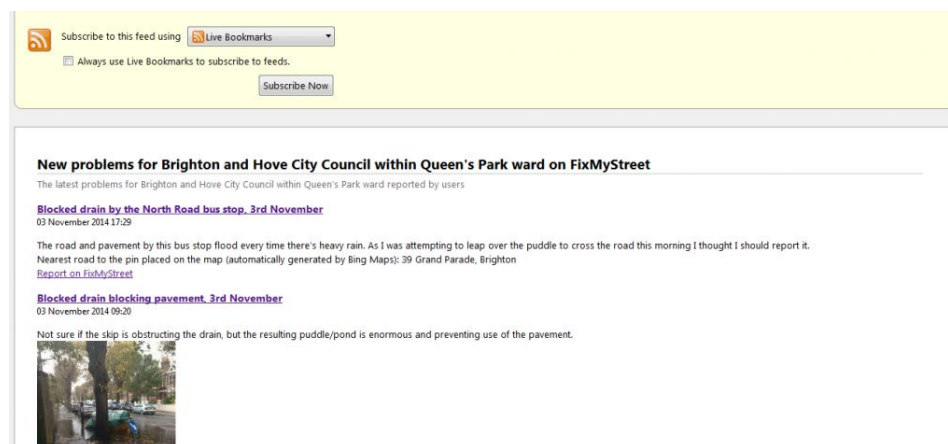 Subscribe to this feed using Live Bookmarks
Always use Live Bookmarks to subscribe to feeds.
Subscribe Now
New problems for Brighton and Hove City Council within Queen's Park ward on FixMyStreet
The latest problems for Brighton and Hove City Council within Queen's Park ward reported by users
Blocked drain by the North Road bus stop, 3rd November
03 November 2014 17:29
The road and pavement by this bus stop flood every time there's heavy rain. As I was attempting to leap over the puddle to cross the road this morning I thought I should report it.
Nearest road to the pin placed on the map (automatically generated by Bing Maps): 39 Grand Parade, Brighton
Report on FixMyStreet
Blocked drain blocking pavement, 3rd November
03 November 2014 09:20
Not sure if the skip is obstructing the drain, but the resulting puddle/pond is enormous and preventing use of the pavement.